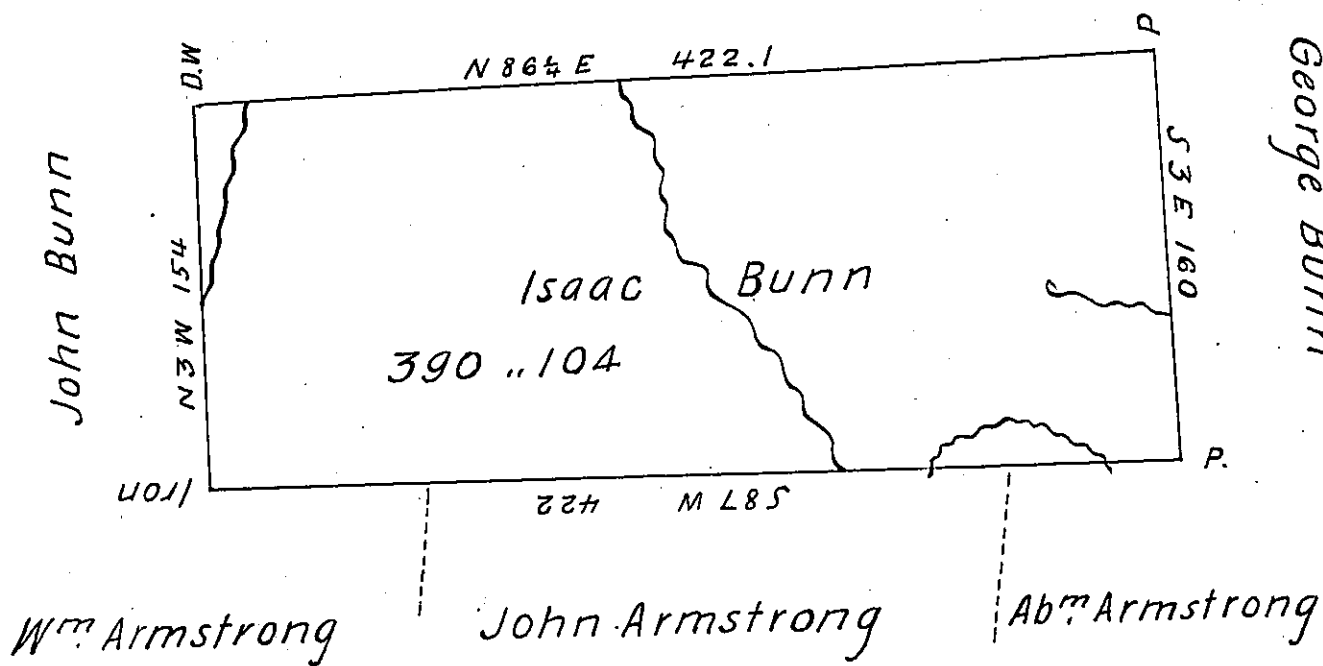 W.O.
N 86¼ E 422.1
P
George Bunn
S 3 E 160
John Bunn
N 3 W 154
Isaac Bunn
390 .. 104
P.
Iron
S 87 W 422
Wm. Armstrong
John Armstrong
Abm. Armstrong